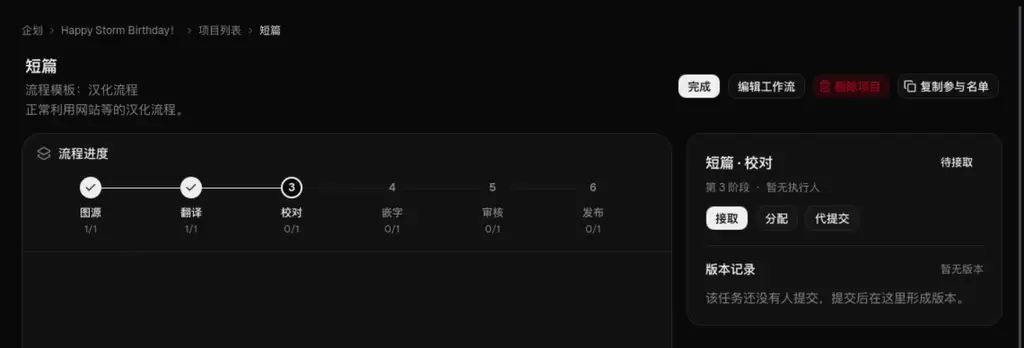 企划 › Happy Storm Birthday! › 项目列表 › 短篇
短篇
流程模板：汉化流程
正常利用网站等的汉化流程。
完成 编辑工作流 删除项目 复制参与名单
流程进度
3 4 5 6
图源 翻译 校对 嵌字 审核 发布
1/1 1/1 0/1 0/1 0/1 0/1
短篇 · 校对 待接取
第 3 阶段 · 暂无执行人
接取 分配 代提交
版本记录 暂无版本
该任务还没有人提交，提交后在这里形成版本。